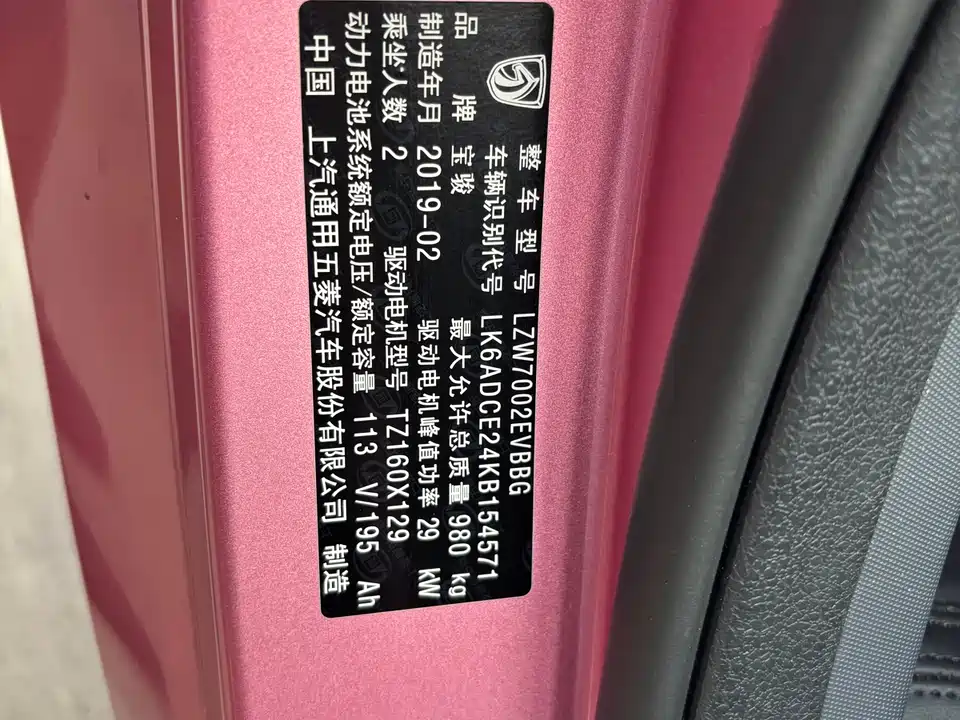 整车型号 LZW7002EVBBG
车辆识别代号 LK6ADCE24KB154571
品牌 宝骏 最大允许总质量 980 kg
制造年月 2019-02 驱动电机峰值功率 29 kW
乘坐人数 2 驱动电机型号 TZ160X129
动力电池系统额定电压/额定容量 113 V/195 Ah
中国 上汽通用五菱汽车股份有限公司 制造